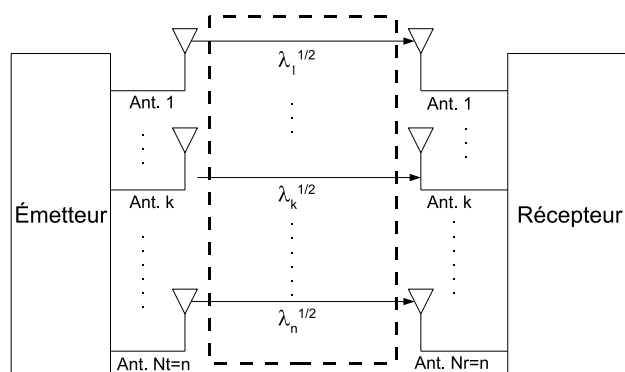 λ₁^1/2
Ant. 1
Ant. 1
Émetteur
Ant. k
λₖ^1/2
Ant. k
Récepteur
λₙ^1/2
Ant. Nt=n
Ant. Nr=n